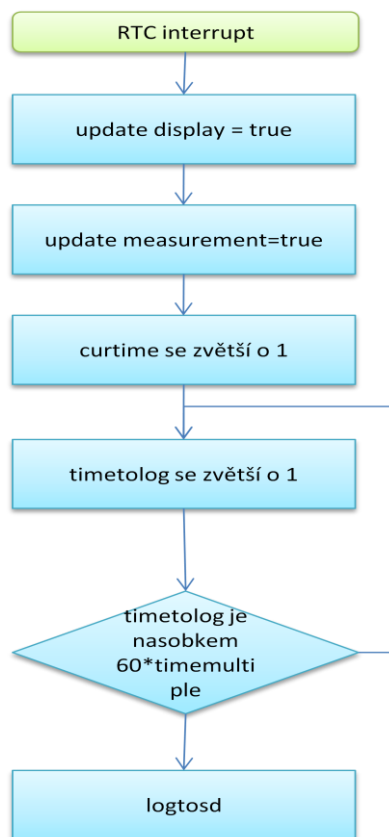 RTC interrupt
update display = true
update measurement=true
curtime se zvětší o 1
timetolog se zvětší o 1
timetolog je
nasobkem
60*timemulti
ple
logtosd